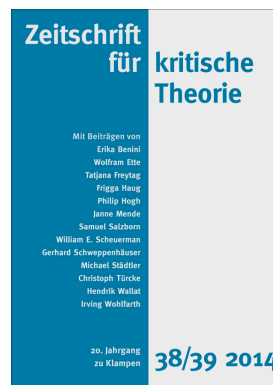 Zeitschrift
für kritische
Theorie
Mit Beiträgen von
Erika Benini
Wolfram Ette
Tatjana Freytag
Frigga Haug
Philip Hogh
Janne Mende
Samuel Salzborn
William E. Scheuerman
Gerhard Schweppenhäuser
Michael Städtler
Christoph Türcke
Hendrik Wallat
Irving Wohlfarth
20. Jahrgang
zu Klampen
38/39 2014